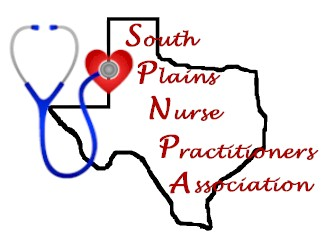 South
Plains
Nurse
Practitioners
Association